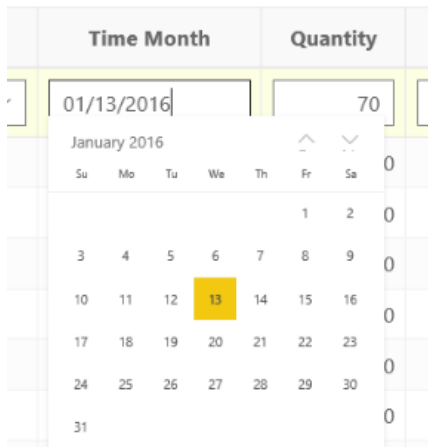 Time Month Quantity
01/13/2016 70
January 2016
Su Mo Tu We Th Fr Sa 0
1 2 0
3 4 5 6 7 8 9 0
10 11 12 13 14 15 16 0
17 18 19 20 21 22 23
24 25 26 27 28 29 30 0
31 0